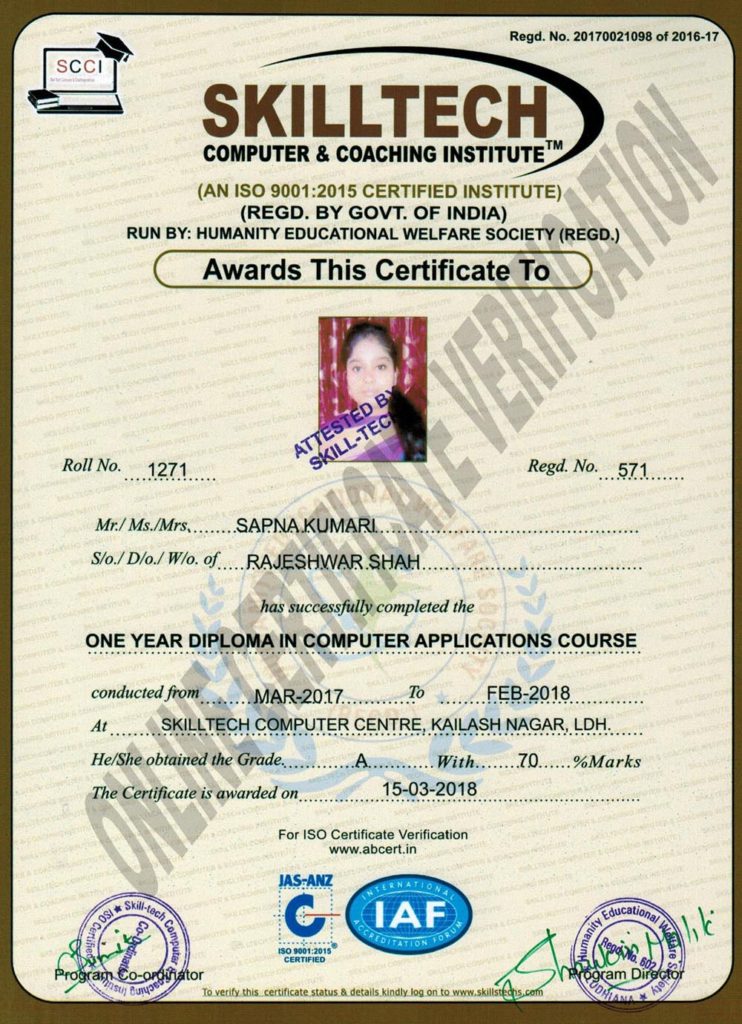 Regd. No. 20170021098 of 2016-17
SCCI
SKILLTECH
COMPUTER & COACHING INSTITUTE™
(AN ISO 9001:2015 CERTIFIED INSTITUTE)
(REGD. BY GOVT. OF INDIA)
RUN BY: HUMANITY EDUCATIONAL WELFARE SOCIETY (REGD.)
Awards This Certificate To
ATTESTED BY
SKILL-TEC
Roll No. 1271 Regd. No. 571
Mr./ Ms./Mrs. SAPNA KUMARI
S/o./ D/o./ W/o. of RAJESHWAR SHAH
has successfully completed the
ONE YEAR DIPLOMA IN COMPUTER APPLICATIONS COURSE
conducted from MAR-2017 To FEB-2018
At SKILLTECH COMPUTER CENTRE, KAILASH NAGAR, LDH.
He/She obtained the Grade. A With. 70 %Marks
The Certificate is awarded on 15-03-2018
ONLINE CERTIFICATE VERIFICATION
For ISO Certificate Verification
www.abcert.in
JAS-ANZ
C
ISO 9001:2015
CERTIFIED
INTERNATIONAL
IAF
ACCREDITATION FORUM
Skill-tech Computer & Coaching Institute
ISO Certified
Co-ordinator
Program Co-ordinator
Humanity Educational Welfare Society
Regd. No. 602
LUDHIANA
Program Director
To verify this certificate status & details kindly log on to www.skillstechs.com